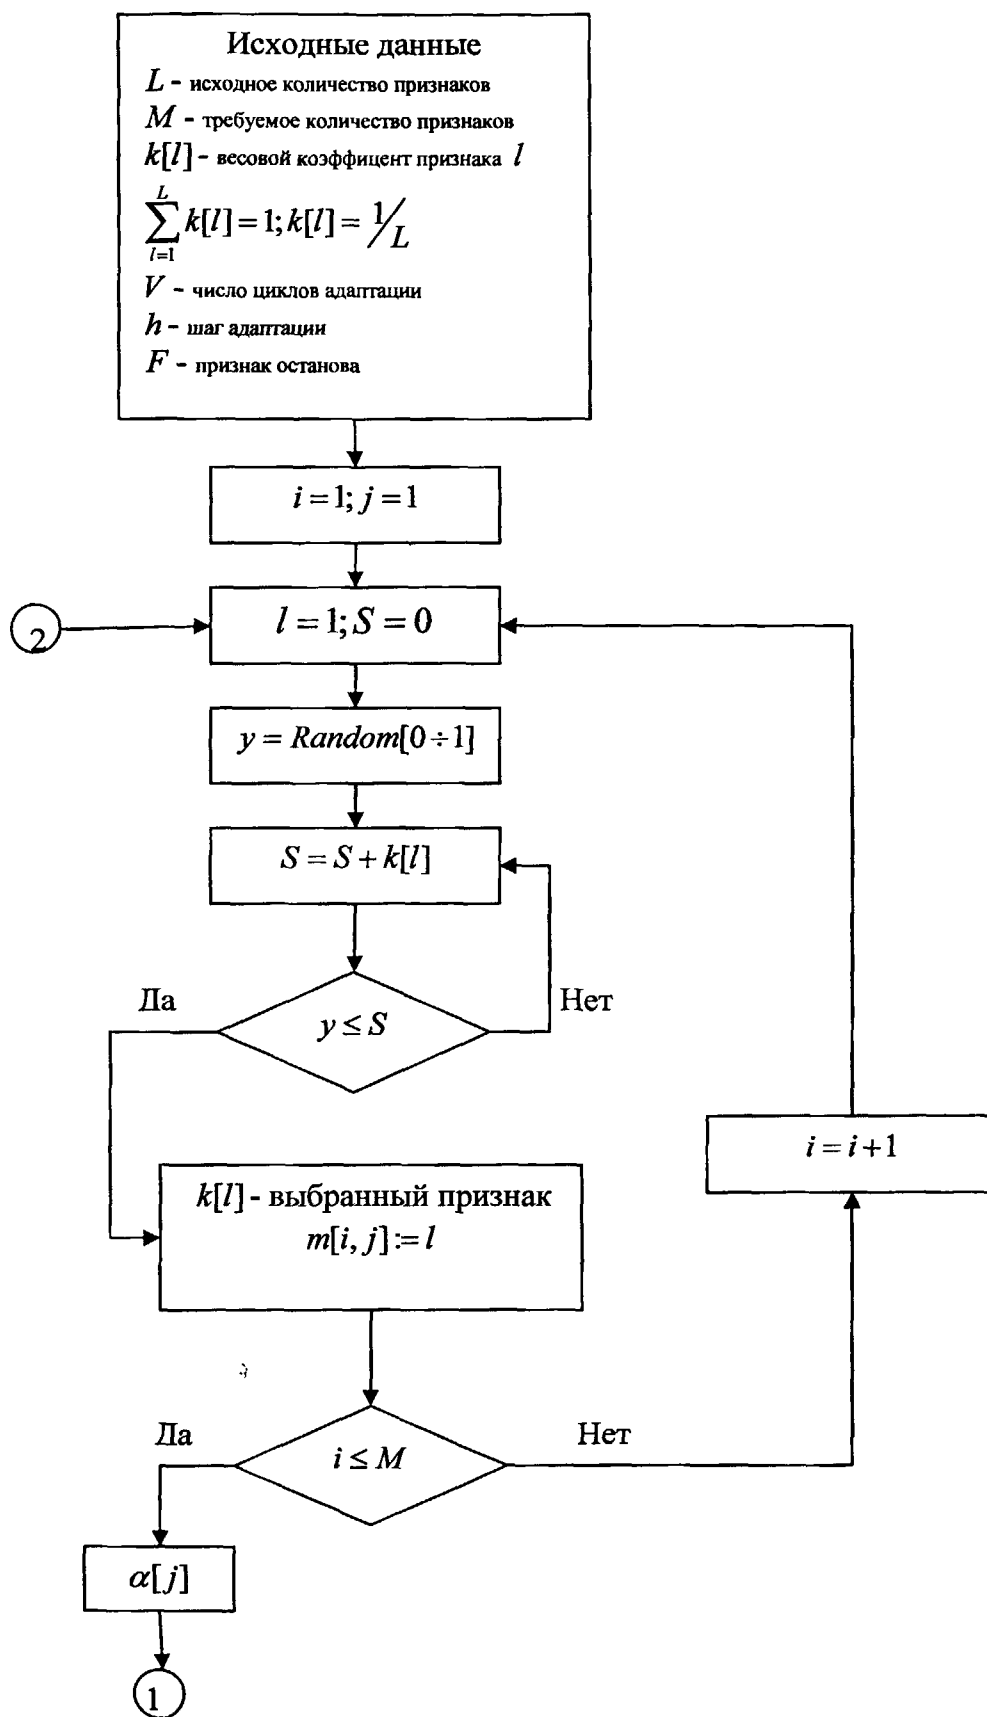 Исходные данные
L - исходное количество признаков
M - требуемое количество признаков
k[l] - весовой коэффицент признака l
\sum_{l=1}^{L} k[l] = 1; k[l] = 1/L
V - число циклов адаптации
h - шаг адаптации
F - признак останова
i = 1; j = 1
2
l = 1; S = 0
y = Random[0 ÷ 1]
S = S + k[l]
Да
y ≤ S
Нет
i = i + 1
k[l] - выбранный признак
m[i, j] := l
Да
i ≤ M
Нет
α[j]
1